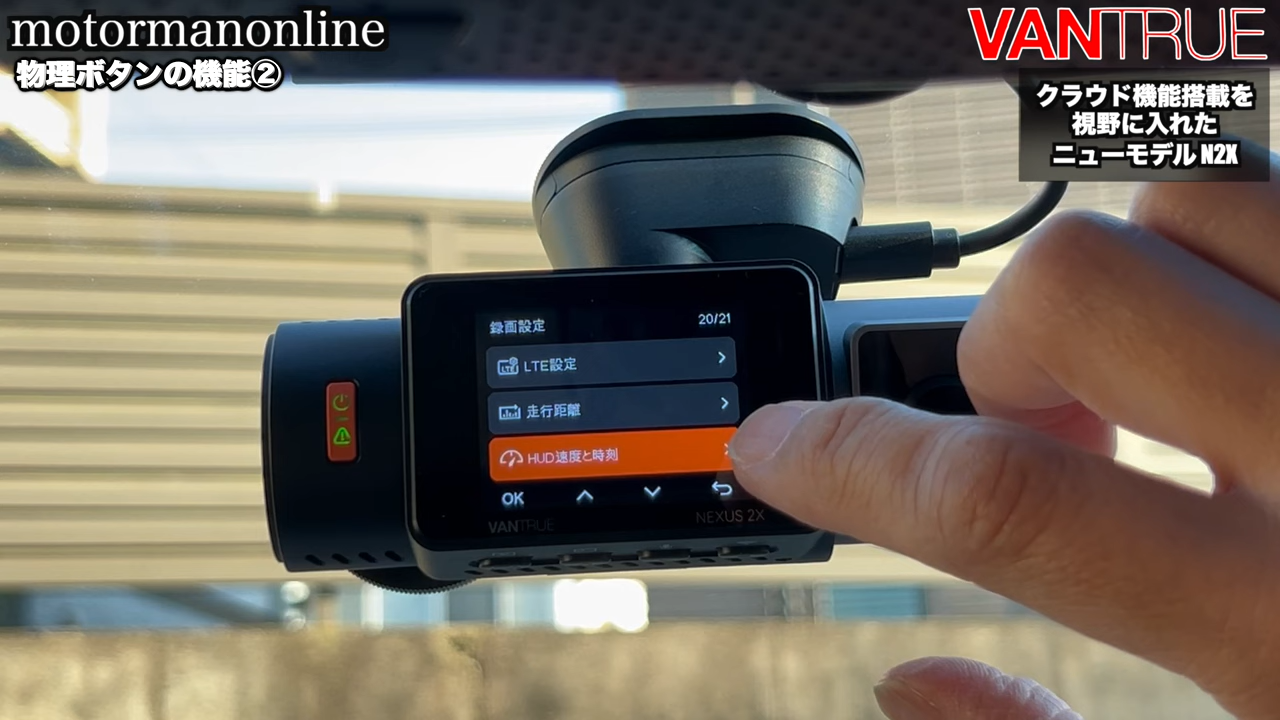 motormanonline
物理ボタンの機能②
VANTRUE
クラウド機能搭載を
視野に入れた
ニューモデル N2X
録画設定 20/21
LTE設定
走行距離
HUD速度と時刻
OK
VANTRUE NEXUS 2X